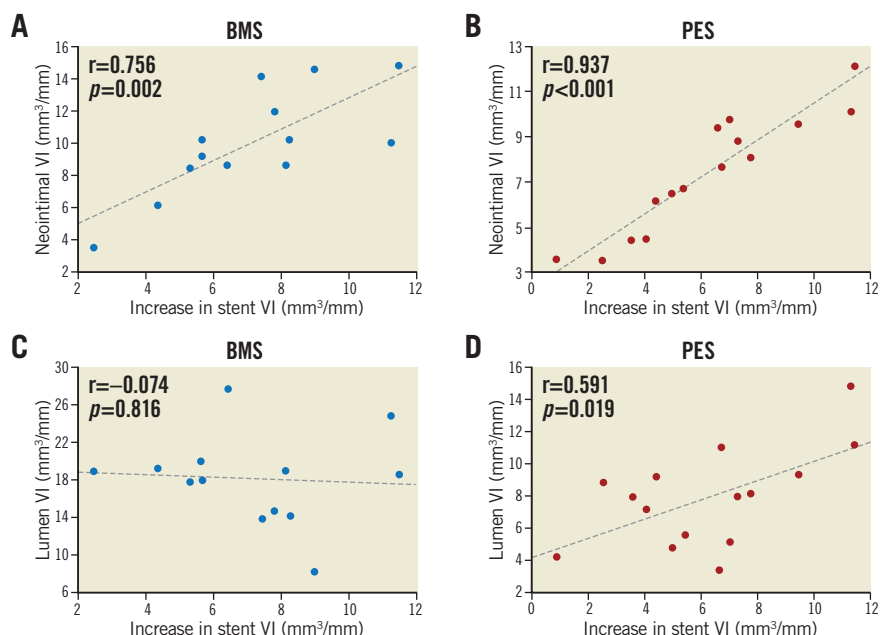 A
BMS
r=0.756
p=0.002
Neointimal VI (mm³/mm)
16
14
12
10
8
6
4
2
2 4 6 8 10 12
Increase in stent VI (mm³/mm)
B
PES
r=0.937
p<0.001
Neointimal VI (mm³/mm)
13
11
9
7
5
3
0 2 4 6 8 10 12
Increase in stent VI (mm³/mm)
C
BMS
r=–0.074
p=0.816
Lumen VI (mm³/mm)
30
26
22
18
14
10
6
2 4 6 8 10 12
Increase in stent VI (mm³/mm)
D
PES
r=0.591
p=0.019
Lumen VI (mm³/mm)
16
14
12
10
8
6
4
2
0 2 4 6 8 10 12
Increase in stent VI (mm³/mm)